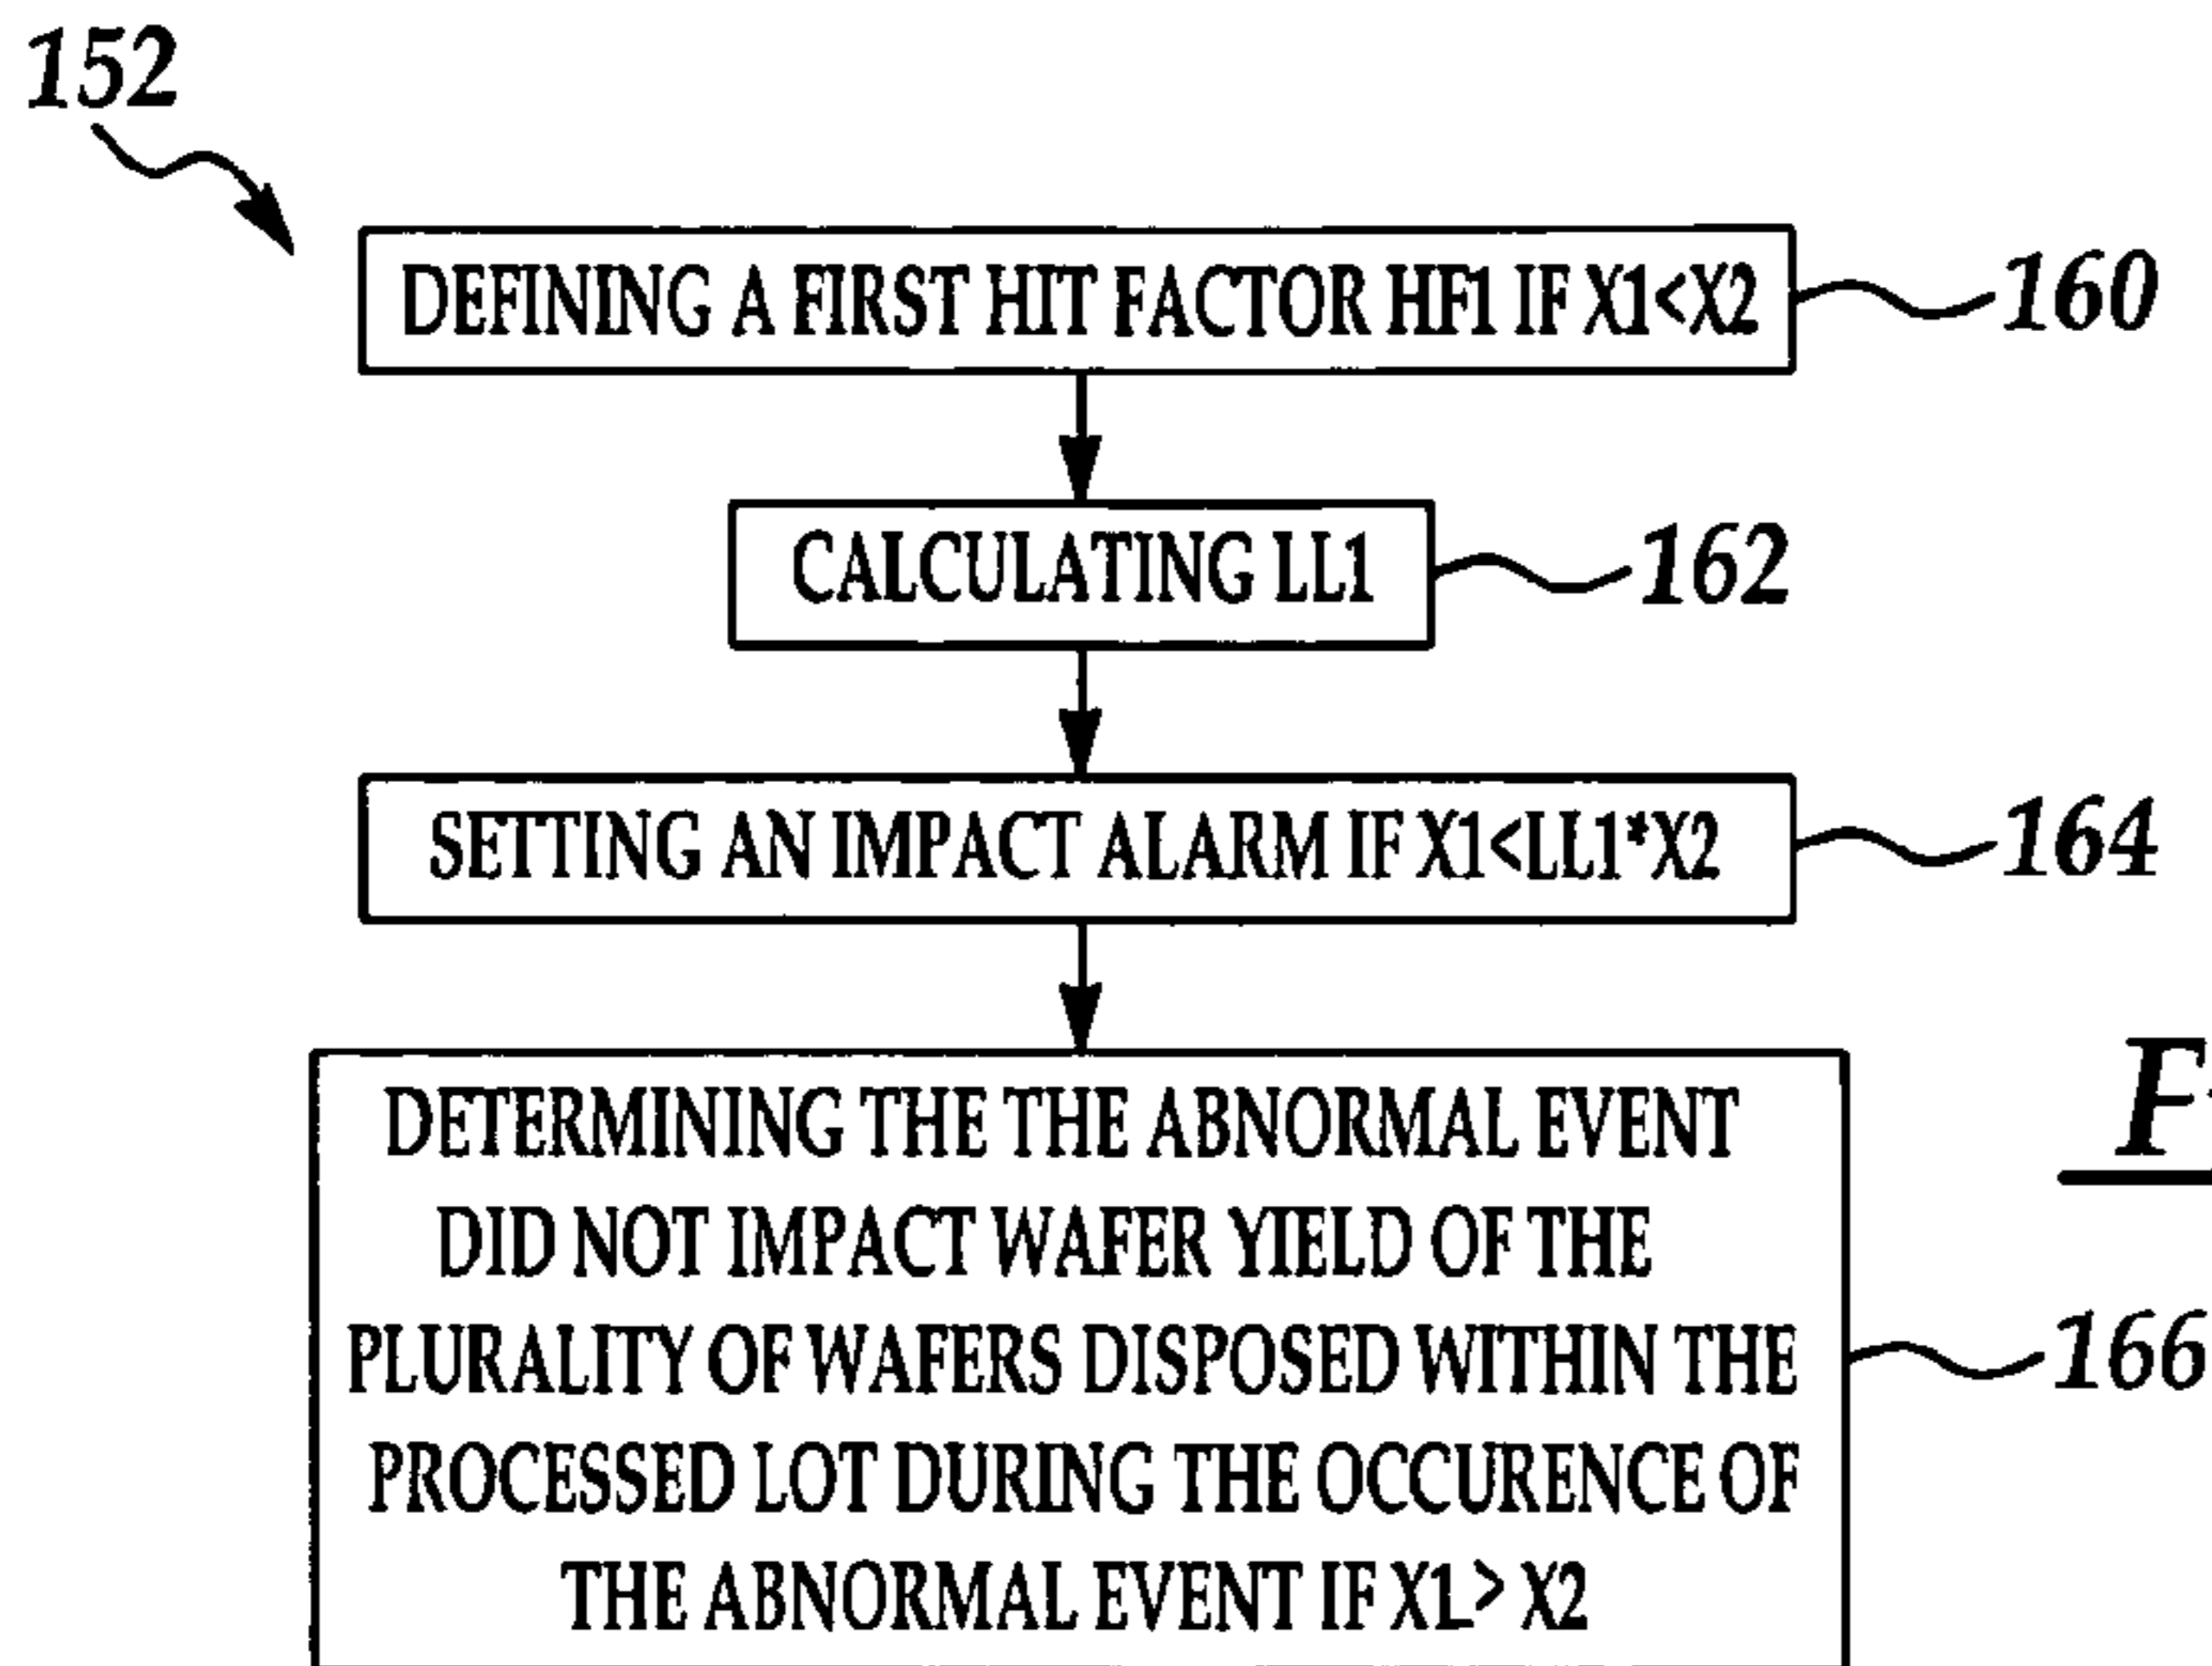 152
DEFINING A FIRST HIT FACTOR HF1 IF X1<X2
160
CALCULATING LL1
162
SETTING AN IMPACT ALARM IF X1<LL1*X2
164
DETERMINING THE THE ABNORMAL EVENT
DID NOT IMPACT WAFER YIELD OF THE
PLURALITY OF WAFERS DISPOSED WITHIN THE
PROCESSED LOT DURING THE OCCURENCE OF
THE ABNORMAL EVENT IF X1> X2
166